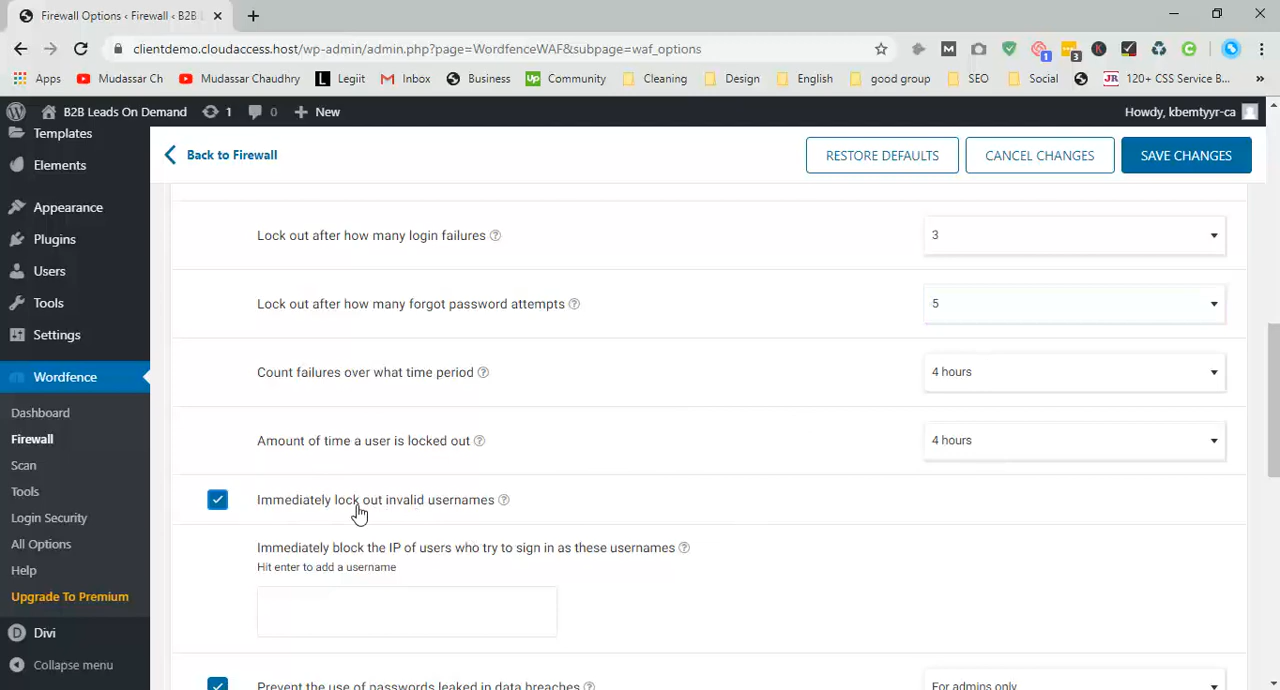 Firewall Options ‹ Firewall ‹ B2B
clientdemo.cloudaccess.host/wp-admin/admin.php?page=WordfenceWAF&subpage=waf_options
Apps Mudassar Ch Mudassar Chaudhry Legiit Inbox Business Community Cleaning Design English good group SEO Social 120+ CSS Service B... »
B2B Leads On Demand 1 0 + New Howdy, kbemtyyr-ca
Templates
Elements
Appearance
Plugins
Users
Tools
Settings
Wordfence
Dashboard
Firewall
Scan
Tools
Login Security
All Options
Help
Upgrade To Premium
Divi
Collapse menu
Back to Firewall
RESTORE DEFAULTS CANCEL CHANGES SAVE CHANGES
Lock out after how many login failures 3
Lock out after how many forgot password attempts 5
Count failures over what time period 4 hours
Amount of time a user is locked out 4 hours
Immediately lock out invalid usernames
Immediately block the IP of users who try to sign in as these usernames
Hit enter to add a username
Prevent the use of passwords leaked in data breaches For admins only